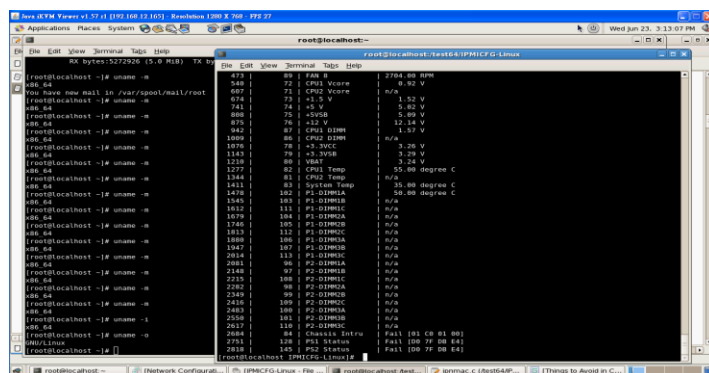 Java iKVM Viewer v1.57 r1 [192.168.12.165] - Resolution 1280 X 768 - FPS 27
Applications Places System Wed Jun 23, 3:13:07 PM
root@localhost:~
File Edit View Terminal Tabs Help
RX bytes:5272926 (5.0 MiB) TX by
[root@localhost ~]# uname -m
x86_64
You have new mail in /var/spool/mail/root
[root@localhost ~]# uname -m
x86_64
[root@localhost ~]# uname -m
x86_64
[root@localhost ~]# uname -m
x86_64
[root@localhost ~]# uname -m
x86_64
[root@localhost ~]# uname -m
x86_64
[root@localhost ~]# uname -m
x86_64
[root@localhost ~]# uname -m
x86_64
[root@localhost ~]# uname -m
x86_64
[root@localhost ~]# uname -m
x86_64
[root@localhost ~]# uname -m
x86_64
[root@localhost ~]# uname -m
x86_64
[root@localhost ~]# uname -i
x86_64
[root@localhost ~]# uname -o
GNU/Linux
[root@localhost ~]#
root@localhost:/test64/IPMICFG-Linux
File Edit View Terminal Tabs Help
473 | 89 | FAN 8 | 2704.00 RPM
540 | 72 | CPU1 Vcore | 0.92 V
607 | 71 | CPU2 Vcore | n/a
674 | 73 | +1.5 V | 1.52 V
741 | 74 | +5 V | 5.02 V
808 | 75 | +5VSB | 5.09 V
875 | 76 | +12 V | 12.14 V
942 | 87 | CPU1 DIMM | 1.57 V
1009 | 86 | CPU2 DIMM | n/a
1076 | 78 | +3.3VCC | 3.26 V
1143 | 79 | +3.3VSB | 3.29 V
1210 | 80 | VBAT | 3.24 V
1277 | 82 | CPU1 Temp | 55.00 degree C
1344 | 81 | CPU2 Temp | n/a
1411 | 83 | System Temp | 35.00 degree C
1478 | 102 | P1-DIMM1A | 50.00 degree C
1545 | 103 | P1-DIMM1B | n/a
1612 | 111 | P1-DIMM1C | n/a
1679 | 104 | P1-DIMM2A | n/a
1746 | 105 | P1-DIMM2B | n/a
1813 | 112 | P1-DIMM2C | n/a
1880 | 106 | P1-DIMM3A | n/a
1947 | 107 | P1-DIMM3B | n/a
2014 | 113 | P1-DIMM3C | n/a
2081 | 96 | P2-DIMM1A | n/a
2148 | 97 | P2-DIMM1B | n/a
2215 | 108 | P2-DIMM1C | n/a
2282 | 98 | P2-DIMM2A | n/a
2349 | 99 | P2-DIMM2B | n/a
2416 | 109 | P2-DIMM2C | n/a
2483 | 100 | P2-DIMM3A | n/a
2550 | 101 | P2-DIMM3B | n/a
2617 | 110 | P2-DIMM3C | n/a
2684 | 84 | Chassis Intru | Fail [01 C0 01 00]
2751 | 128 | PS1 Status | Fail [D0 7F DB E4]
2818 | 145 | PS2 Status | Fail [D0 7F DB E4]
[root@localhost IPMICFG-Linux]#
root@localhost:~ [Network Configurati... [IPMICFG-Linux - File ... root@localhost:/test... ipnmac.c (/test64/IP... [Things to Avoid in C...